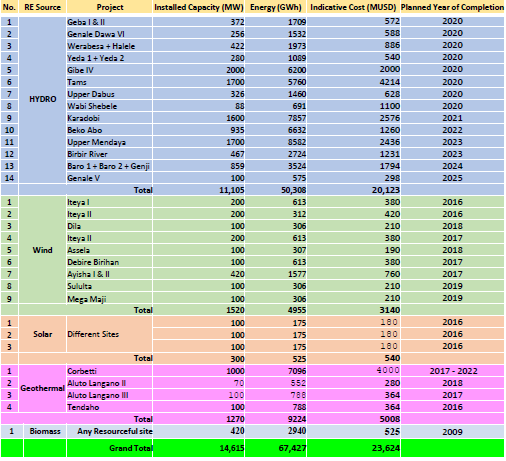 No. RE Source Project Installed Capacity (MW) Energy (GWh) Indicative Cost (MUSD) Planned Year of Completion
HYDRO
1 Geba I & II 372 1709 572 2020
2 Genale Dawa VI 256 1532 588 2020
3 Werabesa + Halele 422 1973 886 2020
4 Yeda 1 + Yeda 2 280 1089 540 2020
5 Gibe IV 2000 6200 2000 2020
6 Tams 1700 5760 4214 2020
7 Upper Dabus 326 1460 628 2020
8 Wabi Shebele 88 691 1100 2020
9 Karadobi 1600 7857 2576 2021
10 Beko Abo 935 6632 1260 2022
11 Upper Mendaya 1700 8582 2436 2023
12 Birbir River 467 2724 1231 2023
13 Baro 1 + Baro 2 + Genji 859 3524 1794 2024
14 Genale V 100 575 298 2025
Total 11,105 50,308 20,123
Wind
1 Iteya I 200 613 380 2016
2 Iteya II 200 312 420 2016
3 Dila 100 306 210 2018
4 Iteya II 200 613 380 2017
5 Assela 100 307 190 2018
6 Debire Birihan 100 613 380 2017
7 Ayisha I & II 420 1577 760 2017
8 Sululta 100 306 210 2019
9 Mega Maji 100 306 210 2019
Total 1520 4955 3140
Solar Different Sites
1 100 175 180 2016
2 100 175 180 2016
3 100 175 180 2016
Total 300 525 540
Geothermal
1 Corbetti 1000 7096 4000 2017 - 2022
2 Aluto Langano II 70 552 280 2018
3 Aluto Langano III 100 788 364 2017
4 Tendaho 100 788 364 2016
Total 1270 9224 5008
1 Biomass Any Resourceful site 420 2940 525 2009
Grand Total 14,615 67,427 23,624